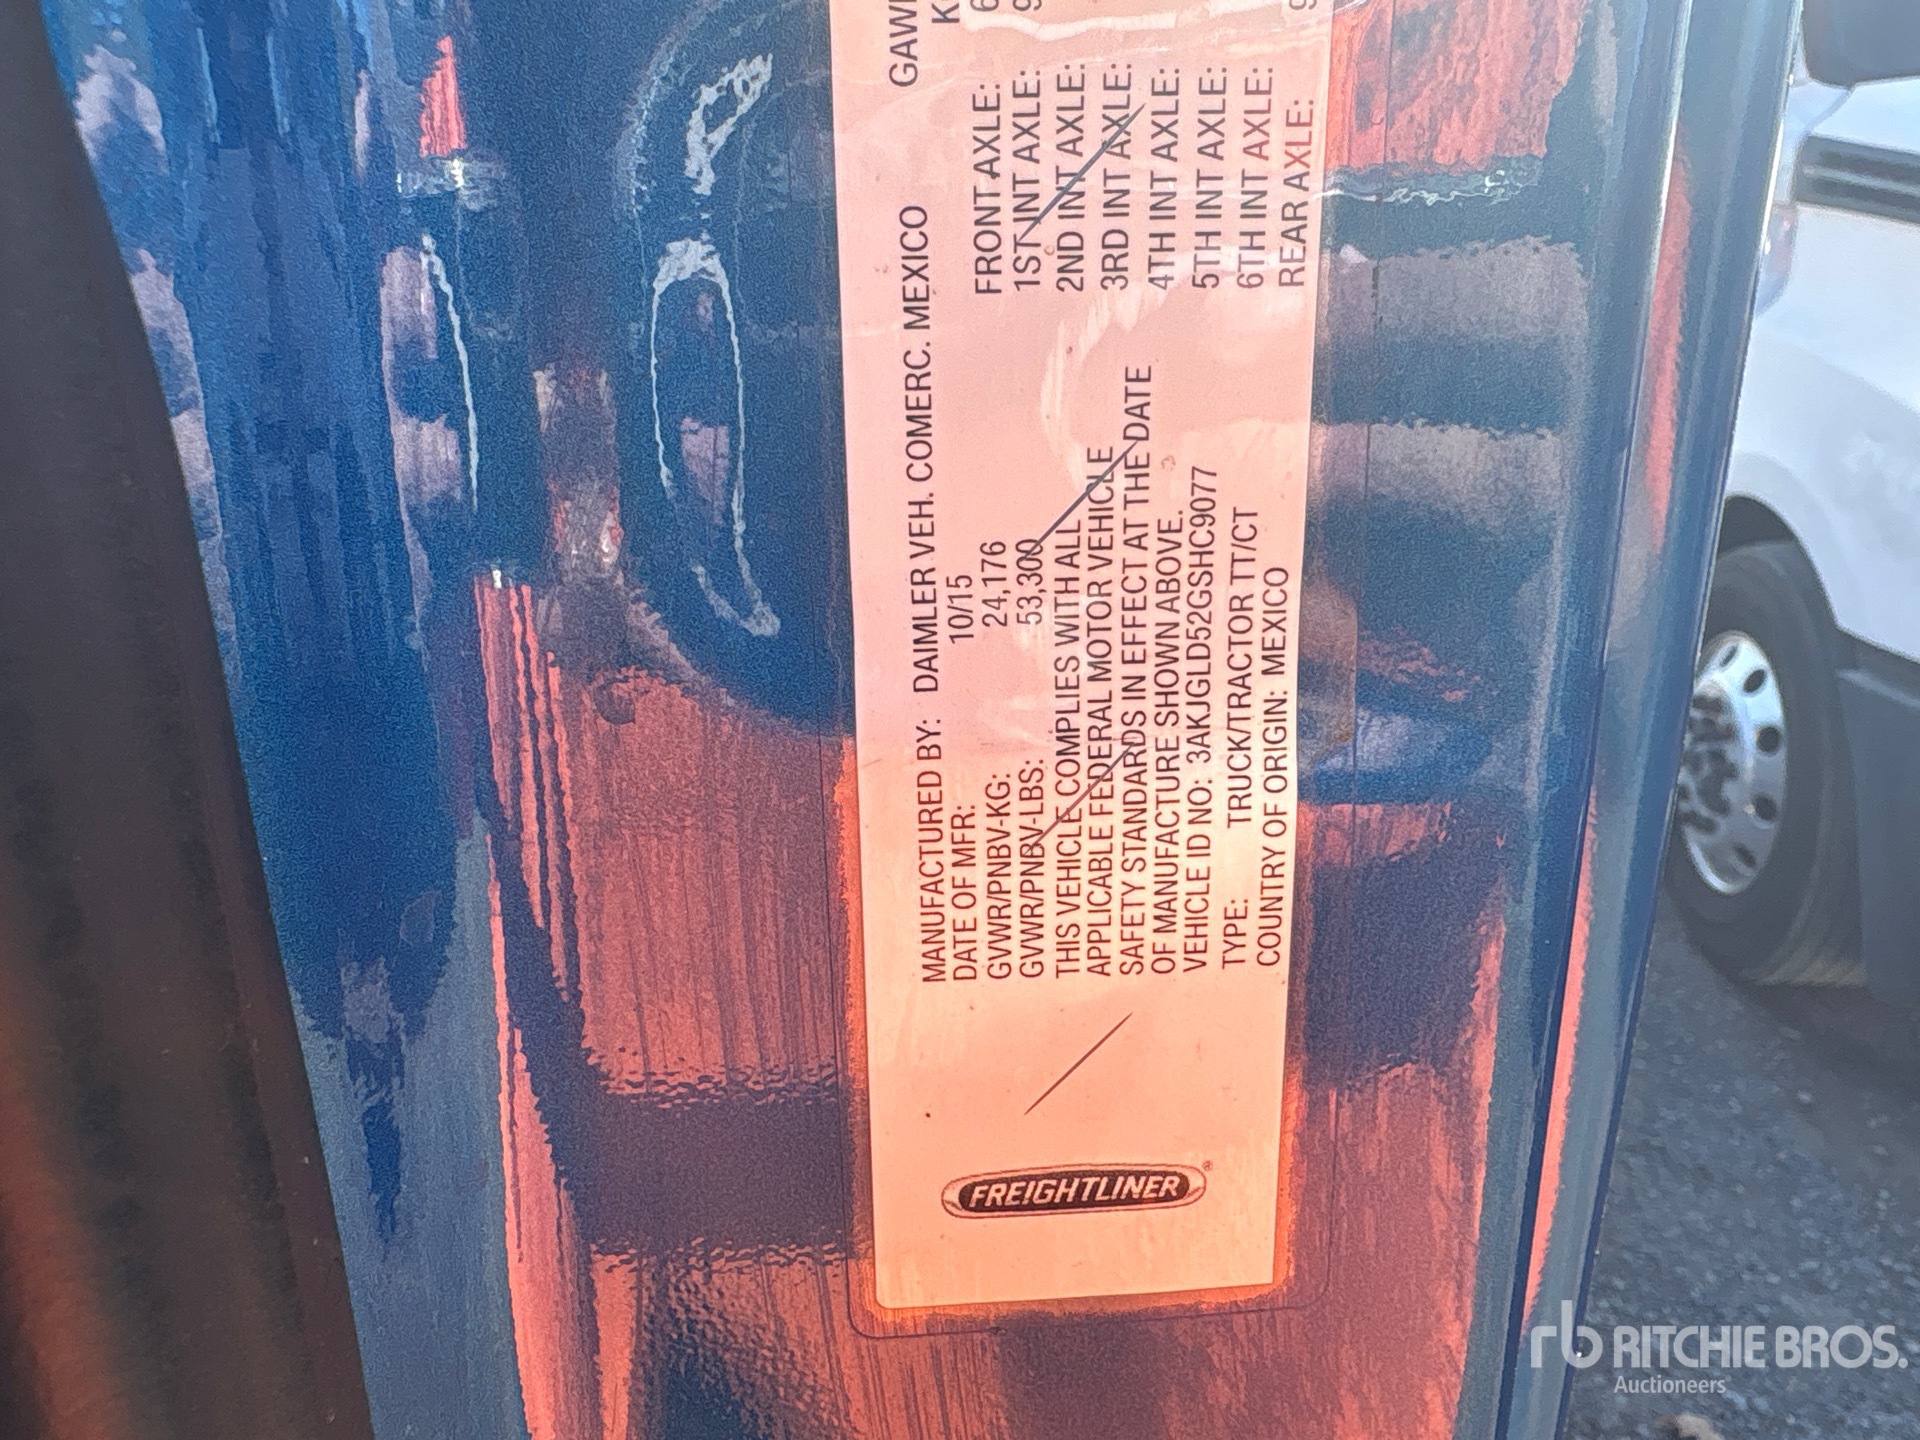 MANUFACTURED BY: DAIMLER VEH. COMERC. MEXICO
DATE OF MFR: 10/15
GVWR/PNBV-KG: 24,176
GVWR/PNBV-LBS: 53,300
THIS VEHICLE COMPLIES WITH ALL
APPLICABLE FEDERAL MOTOR VEHICLE
SAFETY STANDARDS IN EFFECT AT THE DATE
OF MANUFACTURE SHOWN ABOVE.
VEHICLE ID NO: 3AKJGLD52GSHC9077
TYPE: TRUCK/TRACTOR TT/CT
COUNTRY OF ORIGIN: MEXICO
FRONT AXLE:
1ST INT AXLE:
2ND INT AXLE:
3RD INT AXLE:
4TH INT AXLE:
5TH INT AXLE:
6TH INT AXLE:
REAR AXLE:
FREIGHTLINER®
rb RITCHIE BROS.
Auctioneers